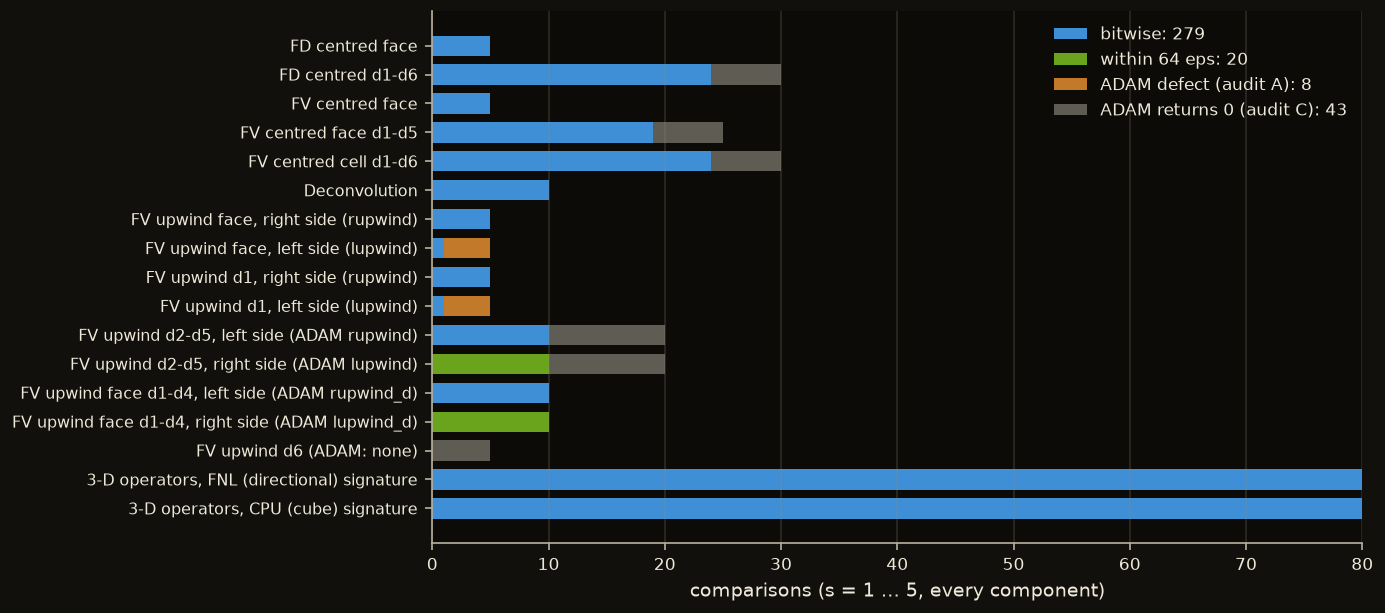 bitwise: 279
within 64 eps: 20
ADAM defect (audit A): 8
ADAM returns 0 (audit C): 43
FD centred face
FD centred d1-d6
FV centred face
FV centred face d1-d5
FV centred cell d1-d6
Deconvolution
FV upwind face, right side (rupwind)
FV upwind face, left side (lupwind)
FV upwind d1, right side (rupwind)
FV upwind d1, left side (lupwind)
FV upwind d2-d5, left side (ADAM rupwind)
FV upwind d2-d5, right side (ADAM lupwind)
FV upwind face d1-d4, left side (ADAM rupwind_d)
FV upwind face d1-d4, right side (ADAM lupwind_d)
FV upwind d6 (ADAM: none)
3-D operators, FNL (directional) signature
3-D operators, CPU (cube) signature
0 10 20 30 40 50 60 70 80
comparisons (s = 1 ... 5, every component)